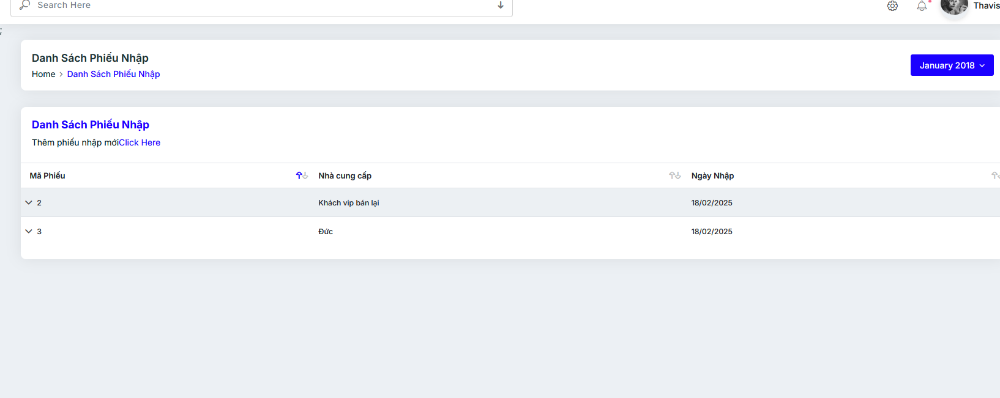 Search Here
Thavis
;
Danh Sách Phiếu Nhập
Home > Danh Sách Phiếu Nhập
January 2018
Danh Sách Phiếu Nhập
Thêm phiếu nhập mớiClick Here
Mã Phiếu Nhà cung cấp Ngày Nhập
2 Khách vip bán lại 18/02/2025
3 Đức 18/02/2025